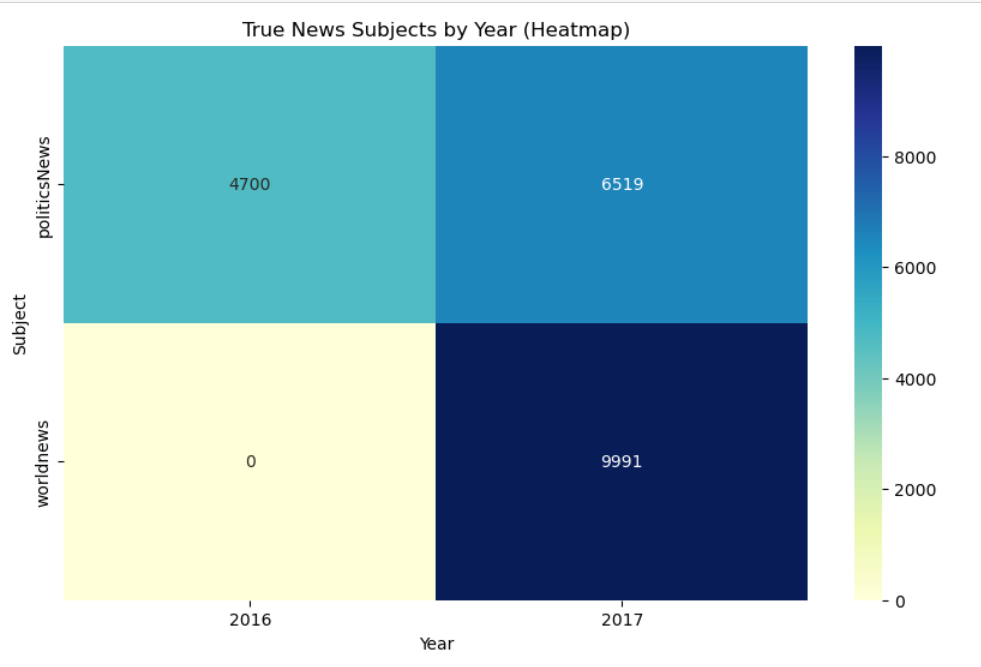 True News Subjects by Year (Heatmap)
politicsNews
4700
6519
8000
6000
Subject
4000
worldnews
0
9991
2000
0
2016
2017
Year